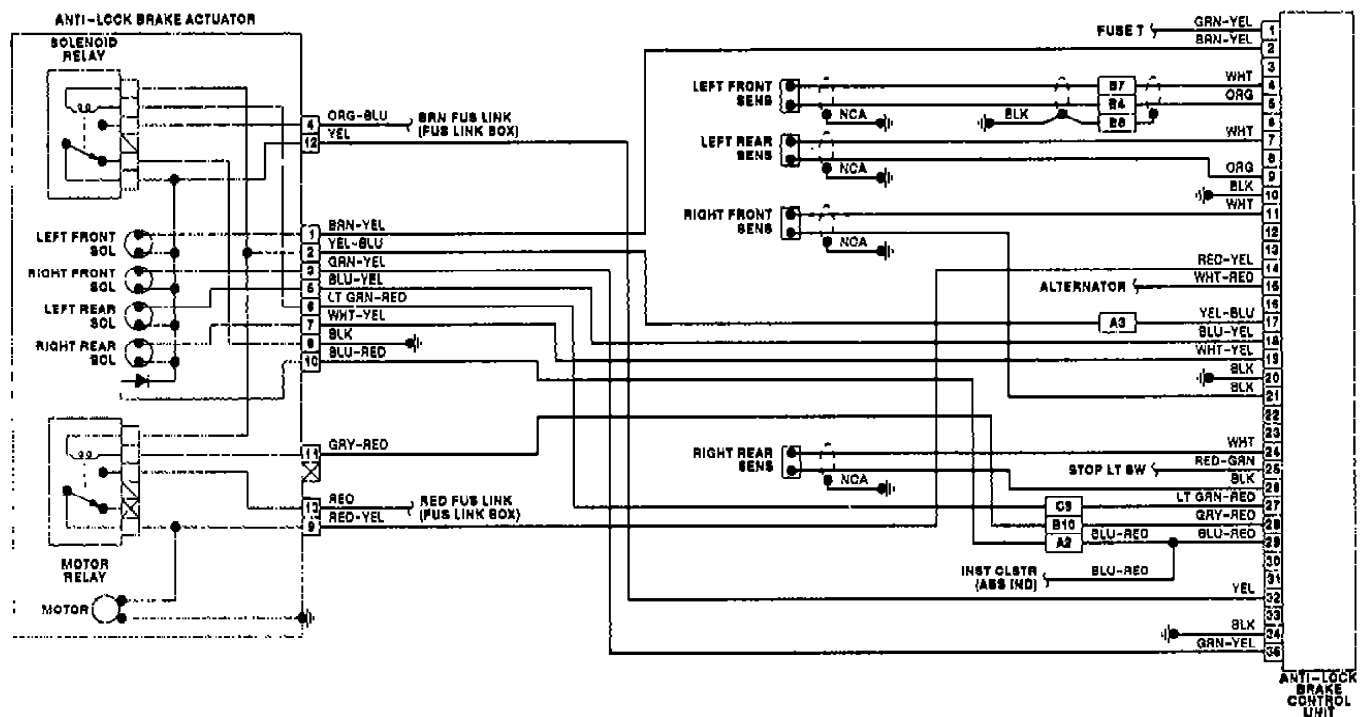 ANTI-LOCK BRAKE ACTUATOR
SOLENOID
RELAY
4
ORG-BLU
BRN FUS LINK
(FUS LINK BOX)
12
YEL
LEFT FRONT
SOL
RIGHT FRONT
SOL
LEFT REAR
SOL
RIGHT REAR
SOL
1
BRN-YEL
2
YEL-BLU
3
GRN-YEL
5
BLU-YEL
6
LT GRN-RED
7
WHT-YEL
8
BLK
10
BLU-RED
11
GRY-RED
13
RED
RED FUS LINK
(FUS LINK BOX)
9
RED-YEL
MOTOR
RELAY
MOTOR
FUSE 7
LEFT FRONT
SENS
NCA
BLK
B7
B4
LEFT REAR
SENS
NCA
RIGHT FRONT
SENS
NCA
ALTERNATOR
A3
RIGHT REAR
SENS
NCA
STOP LT SW
C9
B10
A2
BLU-RED
INST CLSTR
(ABS IND)
BLU-RED
GRN-YEL
1
BRN-YEL
2
3
WHT
4
ORG
5
6
WHT
7
8
ORG
9
BLK
10
WHT
11
12
13
RED-YEL
14
WHT-RED
15
16
YEL-BLU
17
BLU-YEL
18
WHT-YEL
19
BLK
20
BLK
21
22
23
WHT
24
RED-GRN
25
BLK
26
LT GRN-RED
27
GRY-RED
28
BLU-RED
29
30
31
YEL
32
33
BLK
34
GRN-YEL
35
ANTI-LOCK
BRAKE
CONTROL
UNIT